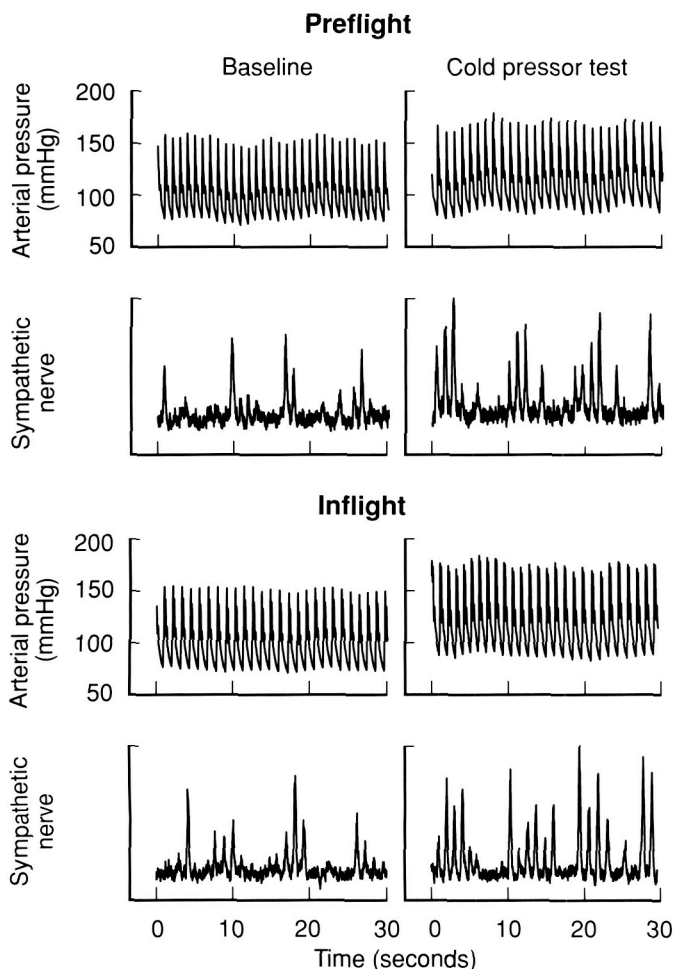 Preflight
Baseline
Cold pressor test
Arterial pressure
(mmHg)
200
150
100
50
Sympathetic
nerve
Inflight
Arterial pressure
(mmHg)
200
150
100
50
Sympathetic
nerve
0 10 20 30
0 10 20 30
Time (seconds)